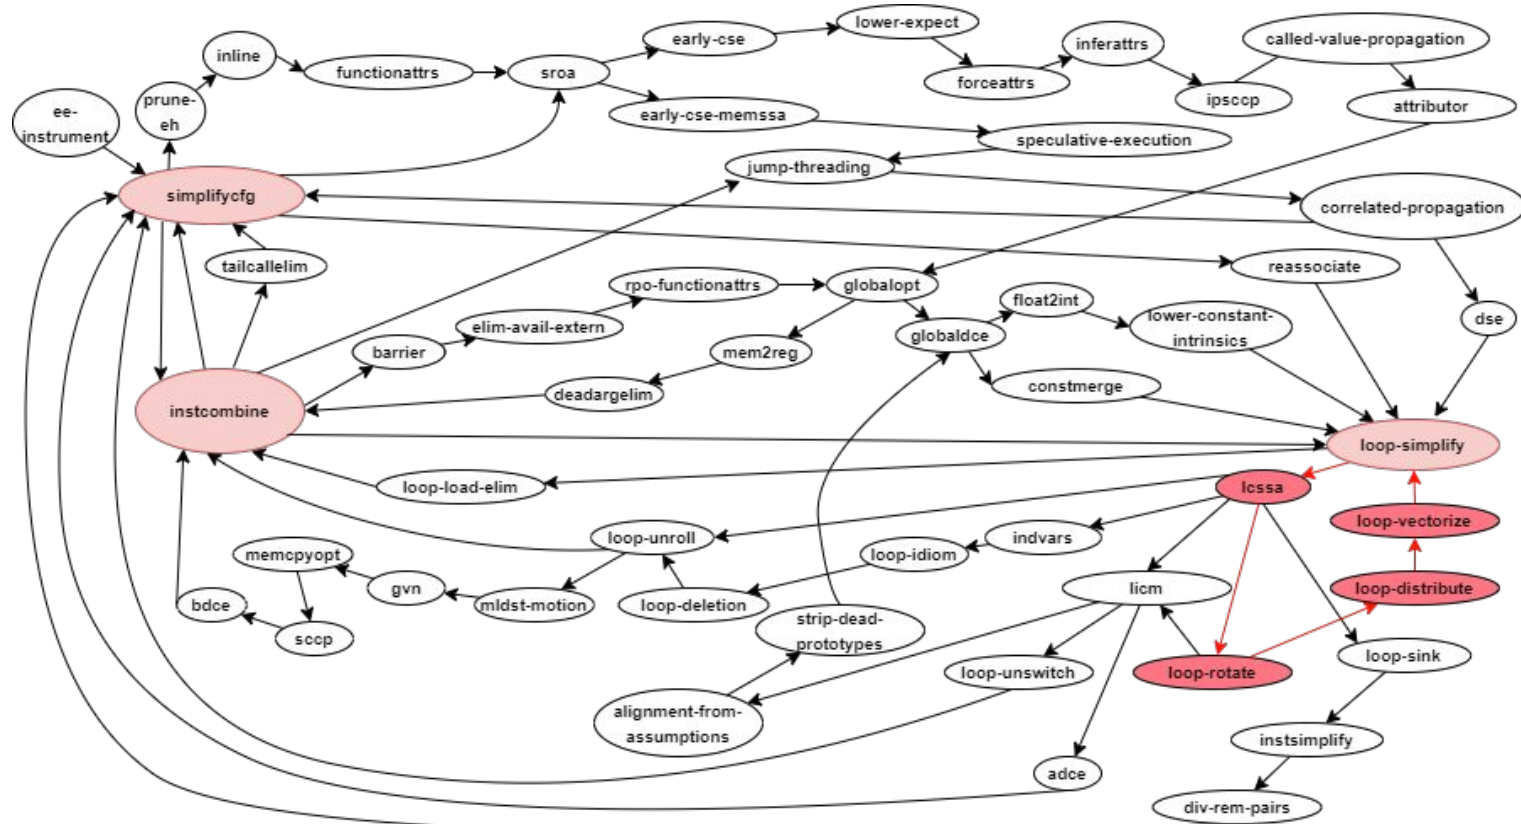 lower-expect
early-cse
inferattrs
called-value-propagation
inline
functionattrs
sroa
forceattrs
ipsccp
attributor
ee-
instrument
prune-
eh
early-cse-memssa
speculative-execution
jump-threading
simplifycfg
correlated-propagation
tailcallelim
reassociate
rpo-functionattrs
globalopt
float2int
elim-avail-extern
lower-constant-
intrinsics
dse
barrier
mem2reg
globaldce
deadargelim
constmerge
instcombine
loop-simplify
loop-load-elim
lcssa
loop-vectorize
loop-unroll
indvars
loop-idiom
memcpyopt
gvn
licm
loop-distribute
bdce
mldst-motion
loop-deletion
sccp
strip-dead-
prototypes
loop-sink
loop-unswitch
loop-rotate
alignment-from-
assumptions
instsimplify
adce
div-rem-pairs